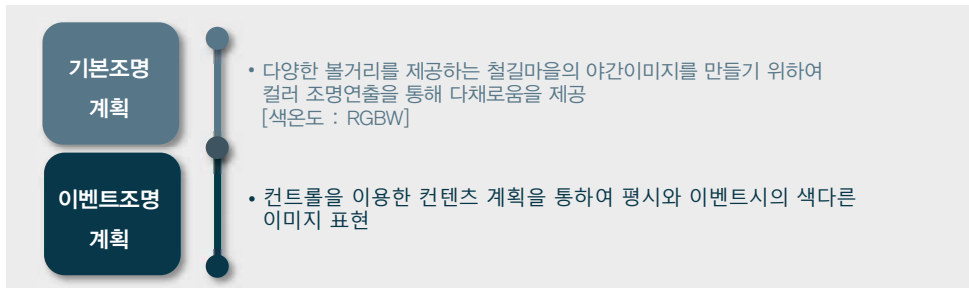 기본조명
계획
• 다양한 볼거리를 제공하는 철길마을의 야간이미지를 만들기 위하여
컬러 조명연출을 통해 다채로움을 제공
[색온도 : RGBW]
이벤트조명
계획
• 컨트롤을 이용한 컨텐츠 계획을 통하여 평시와 이벤트시의 색다른
이미지 표현